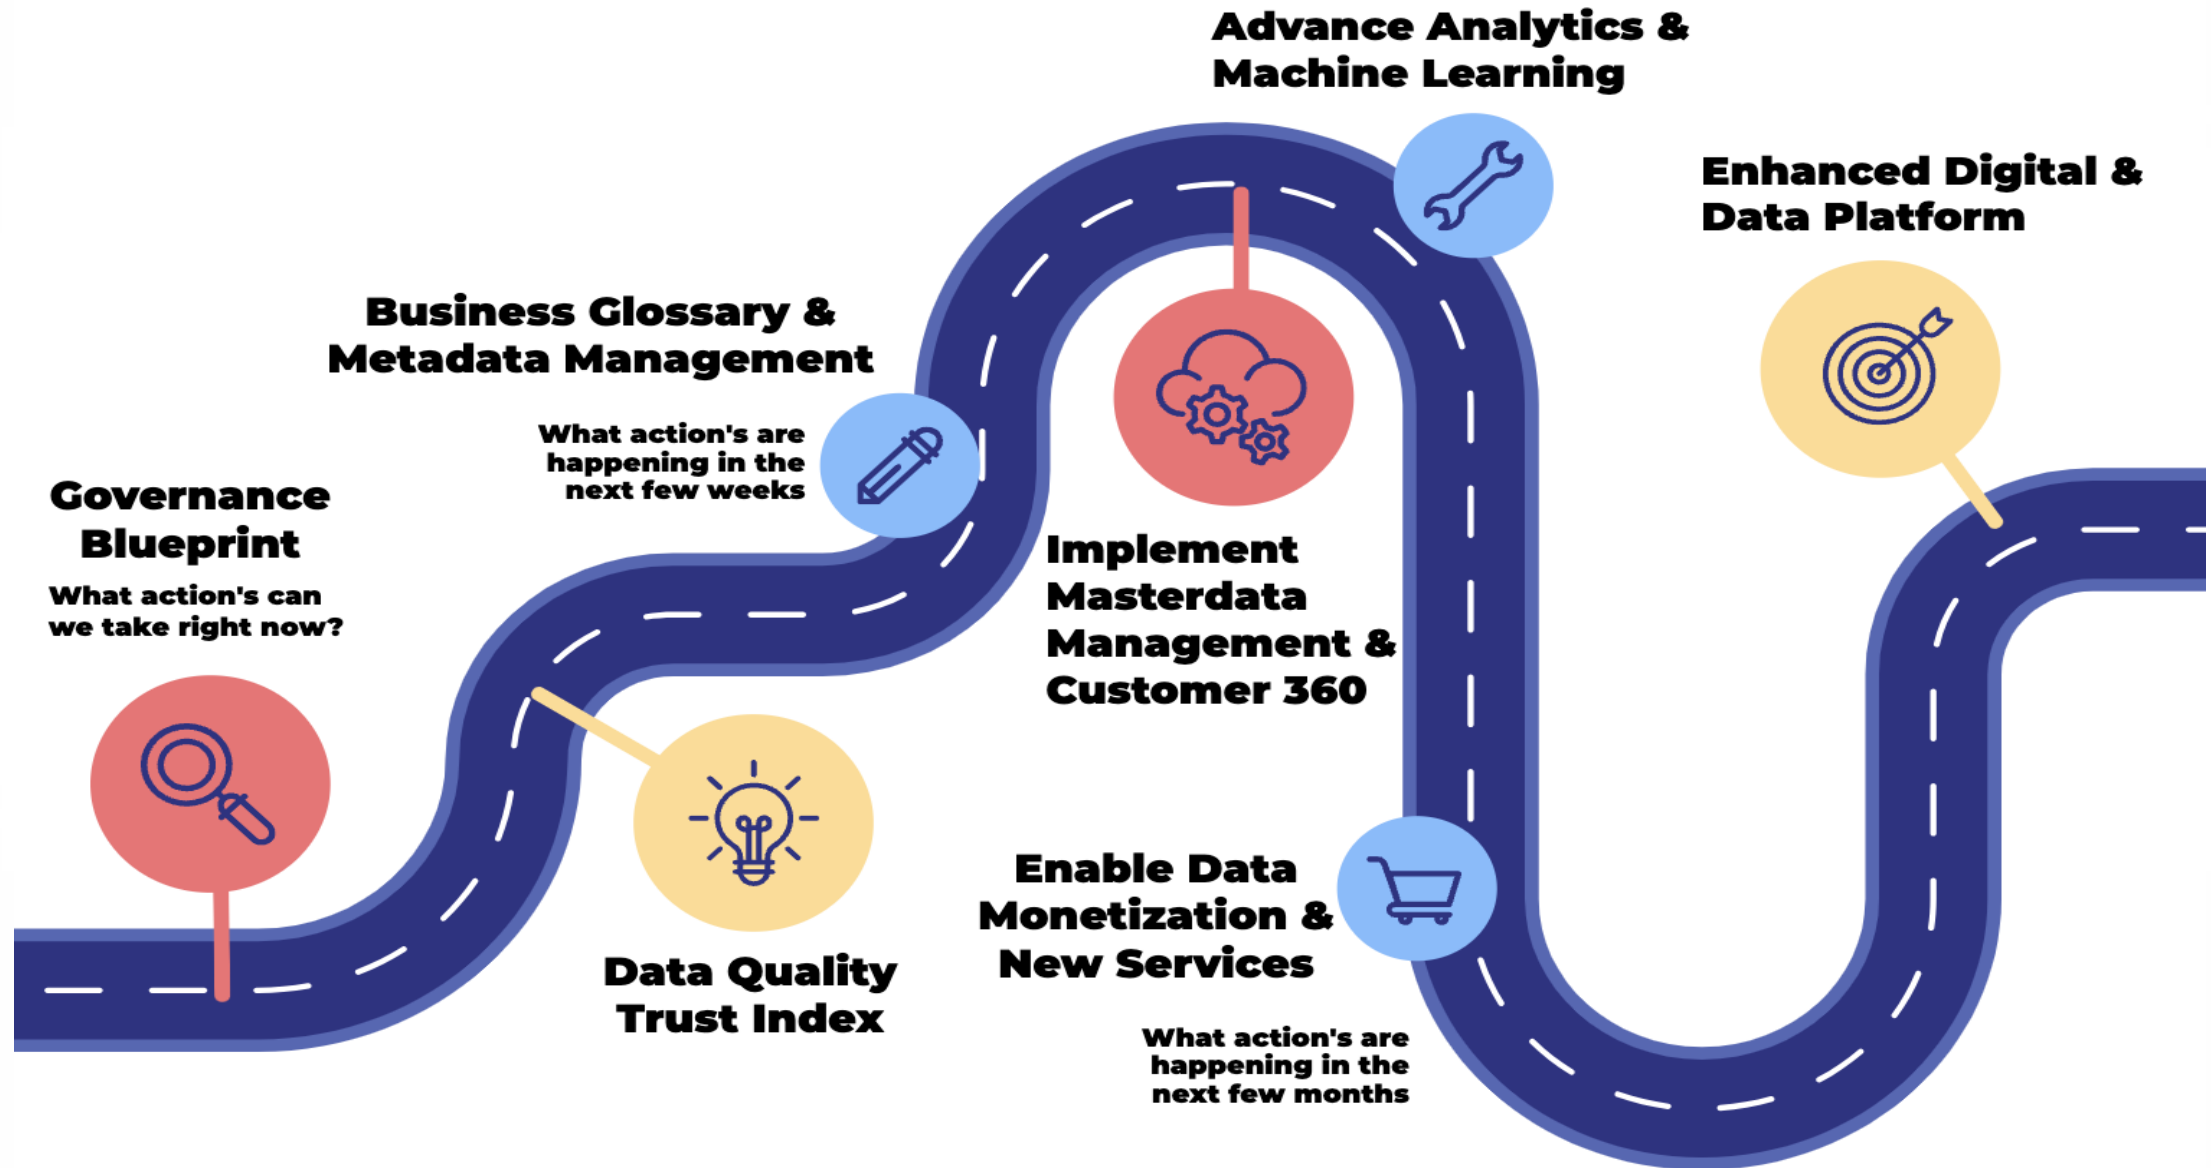 Governance
Blueprint
What action's can
we take right now?
Data Quality
Trust Index
Business Glossary &
Metadata Management
What action's are
happening in the
next few weeks
Implement
Masterdata
Management &
Customer 360
Advance Analytics &
Machine Learning
Enable Data
Monetization &
New Services
What action's are
happening in the
next few months
Enhanced Digital &
Data Platform